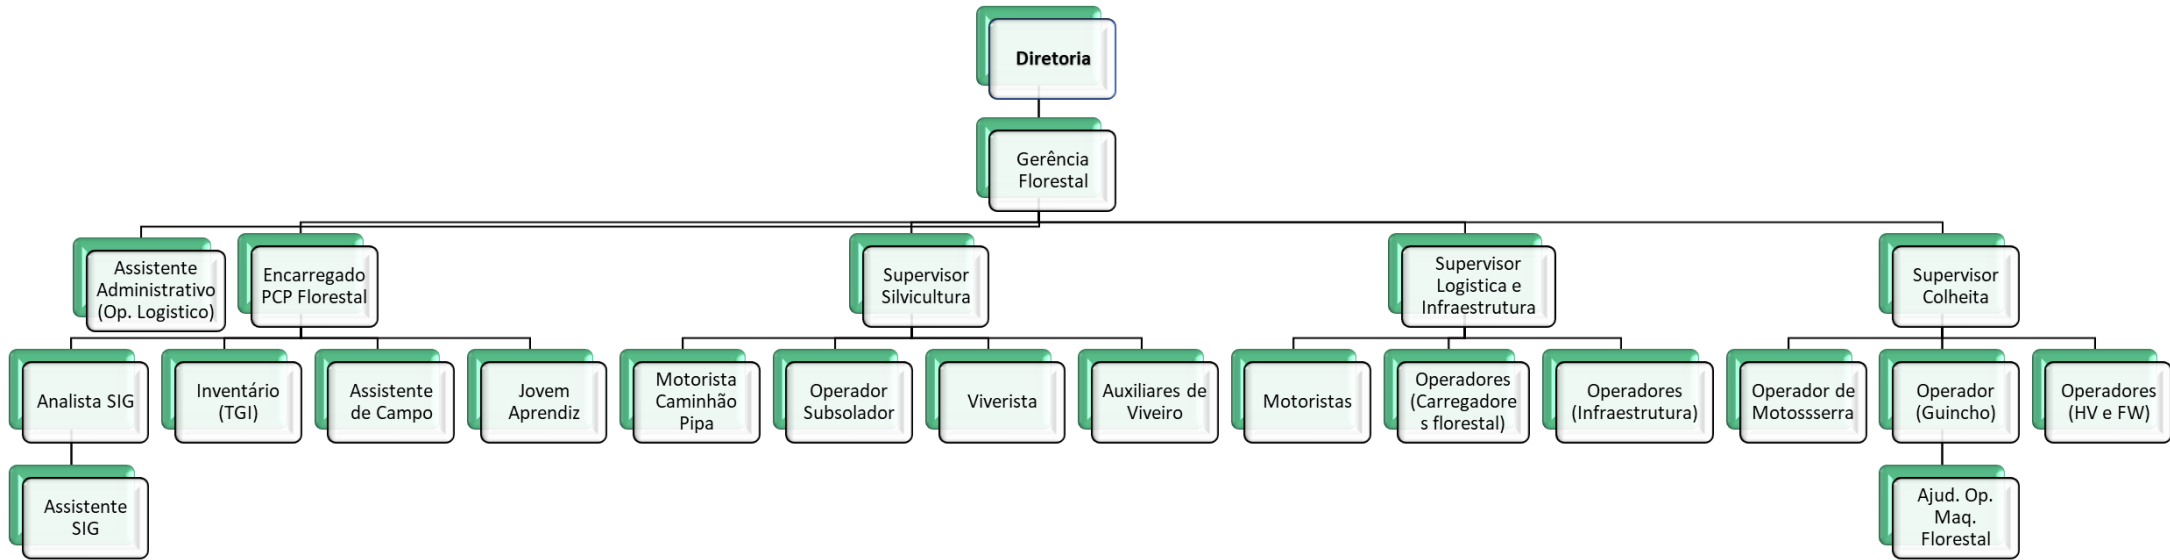 Diretoria
Gerência
Florestal
Assistente
Administrativo
(Op. Logistico)
Encarregado
PCP Florestal
Supervisor
Silvicultura
Supervisor
Logistica e
Infraestrutura
Supervisor
Colheita
Analista SIG
Inventário
(TGI)
Assistente
de Campo
Jovem
Aprendiz
Motorista
Caminhão
Pipa
Operador
Subsolador
Viverista
Auxiliares de
Viveiro
Motoristas
Operadores
(Carregadore
s florestal)
Operadores
(Infraestrutura)
Operador de
Motossserra
Operador
(Guincho)
Operadores
(HV e FW)
Assistente
SIG
Ajud. Op.
Maq.
Florestal